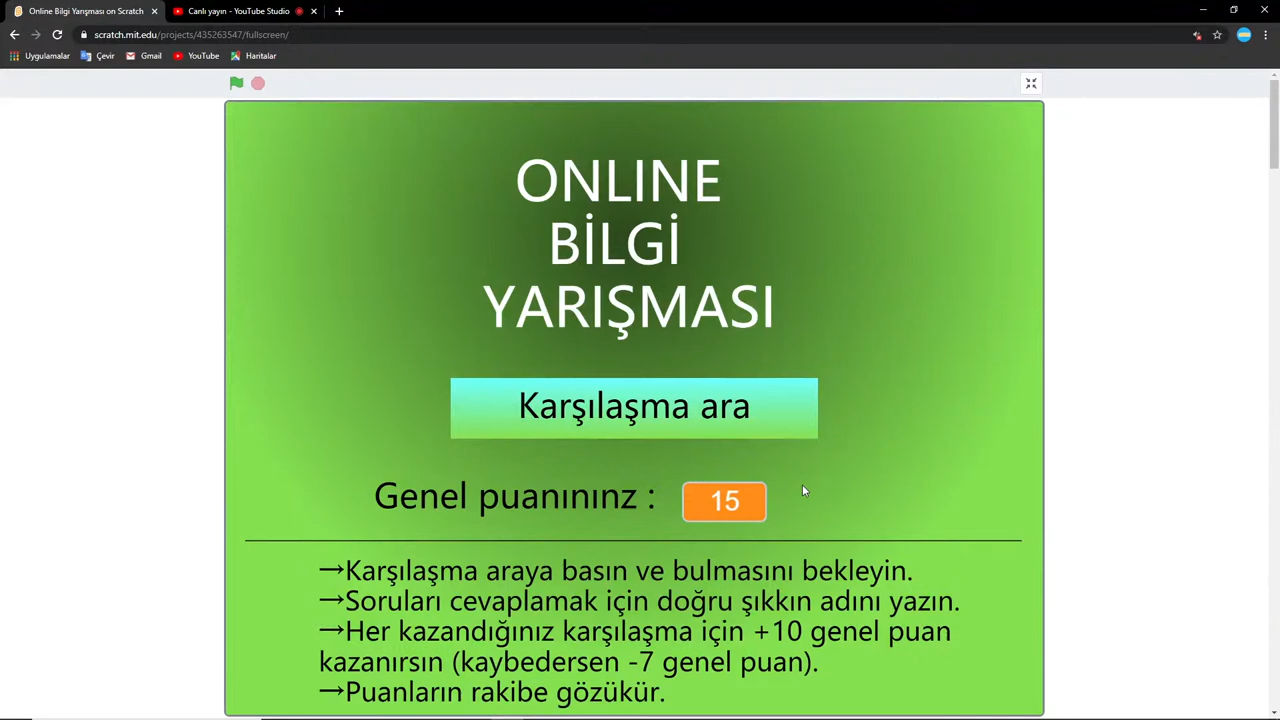 Online Bilgi Yarışması on Scratch
Canlı yayın - YouTube Studio
scratch.mit.edu/projects/435263547/fullscreen/
Uygulamalar Çevir Gmail YouTube Haritalar
ONLINE
BİLGİ
YARIŞMASI
Karşılaşma ara
Genel puanınınz : 15
→Karşılaşma araya basın ve bulmasını bekleyin.
→Soruları cevaplamak için doğru şıkkın adını yazın.
→Her kazandığınız karşılaşma için +10 genel puan
kazanırsın (kaybedersen -7 genel puan).
→Puanların rakibe gözükür.